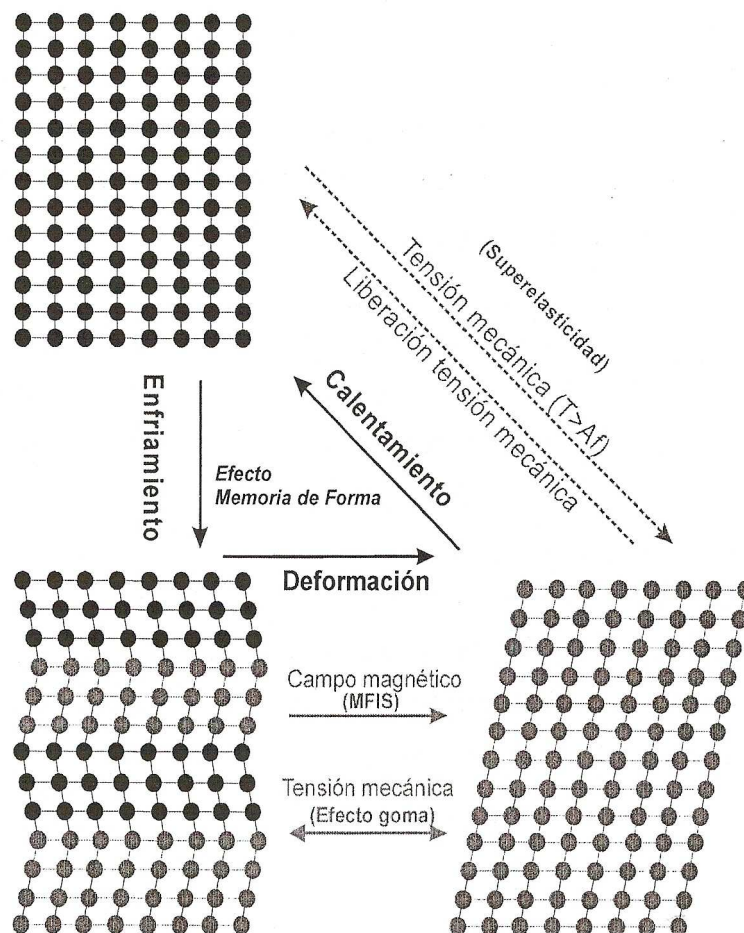 (Superelasticidad)
Tensión mecánica (T>Af)
Liberación tensión mecánica
Calentamiento
Enfriamiento
Efecto
Memoria de Forma
Deformación
Campo magnético
(MFIS)
Tensión mecánica
(Efecto goma)